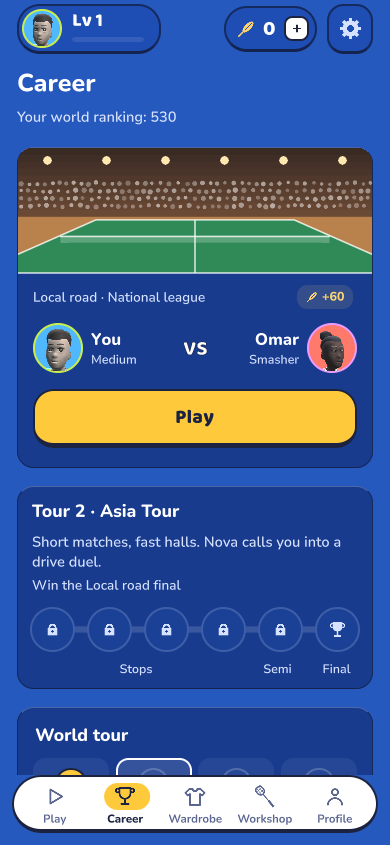 Lv 1
0
+
Career
Your world ranking: 530
Local road · National league
+60
You
Medium
VS
Omar
Smasher
Play
Tour 2 · Asia Tour
Short matches, fast halls. Nova calls you into a
drive duel.
Win the Local road final
Stops
Semi
Final
World tour
Play
Career
Wardrobe
Workshop
Profile